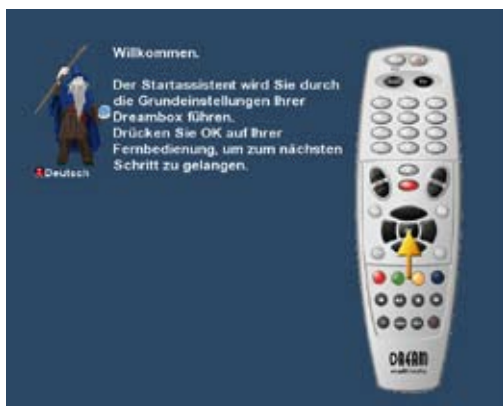 Willkommen.
Der Startassistent wird Sie durch
die Grundeinstellungen Ihrer
Dreambox führen.
Drücken Sie OK auf Ihrer
Fernbedienung, um zum nächsten
Schritt zu gelangen.
Deutsch
DREAM
multimedia